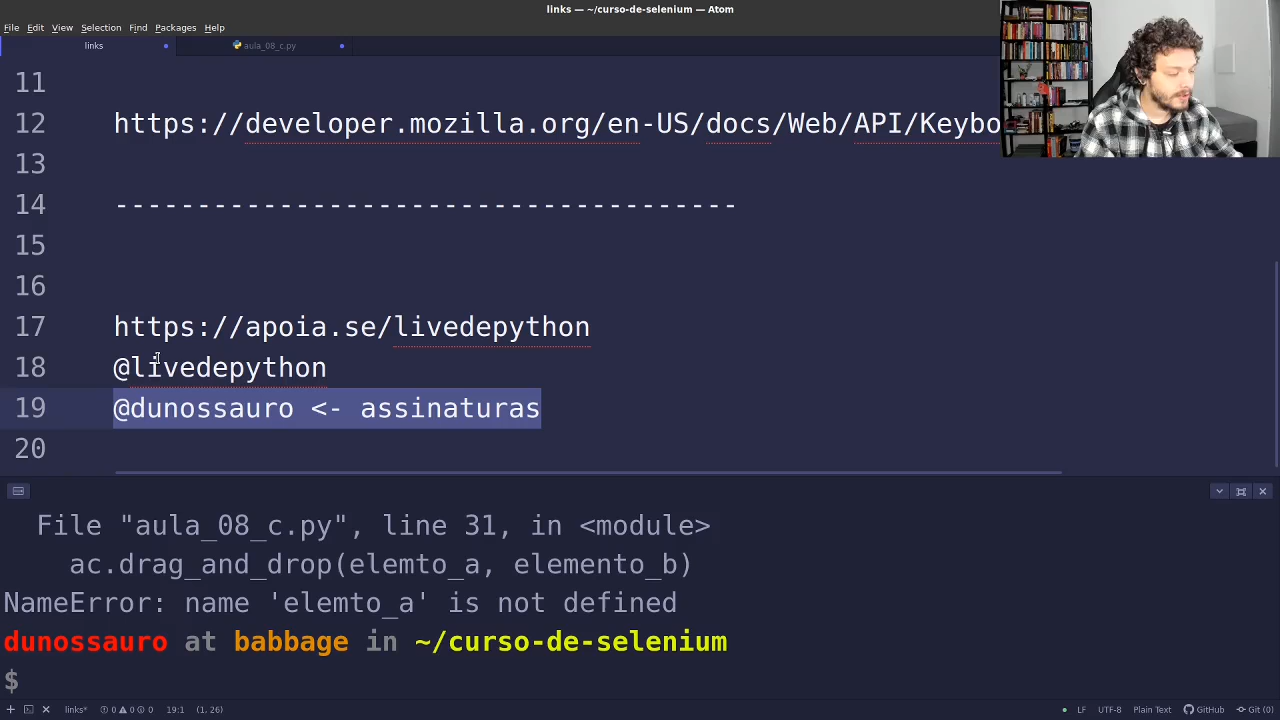 links — ~/curso-de-selenium — Atom
File Edit View Selection Find Packages Help
links
aula_08_c.py
11
12 https://developer.mozilla.org/en-US/docs/Web/API/Keybo
13
14 --------------------------------------
15
16
17 https://apoia.se/livedepython
18 @livedepython
19 @dunossauro <- assinaturas
20
File "aula_08_c.py", line 31, in <module>
ac.drag_and_drop(elemto_a, elemento_b)
NameError: name 'elemto_a' is not defined
dunossauro at babbage in ~/curso-de-selenium
$
links* 0 0 0 19:1 (1, 26) LF UTF-8 Plain Text GitHub Git (0)